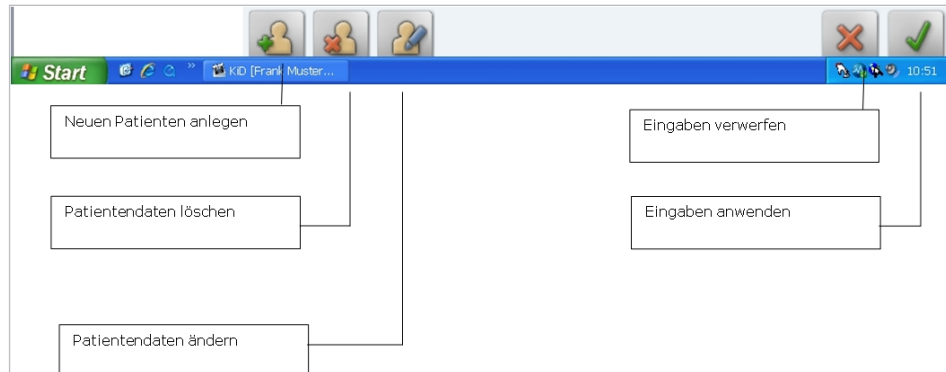 Start
»
KiD [Frank Muster...
10:51
Neuen Patienten anlegen
Eingaben verwerfen
Patientendaten löschen
Eingaben anwenden
Patientendaten ändern